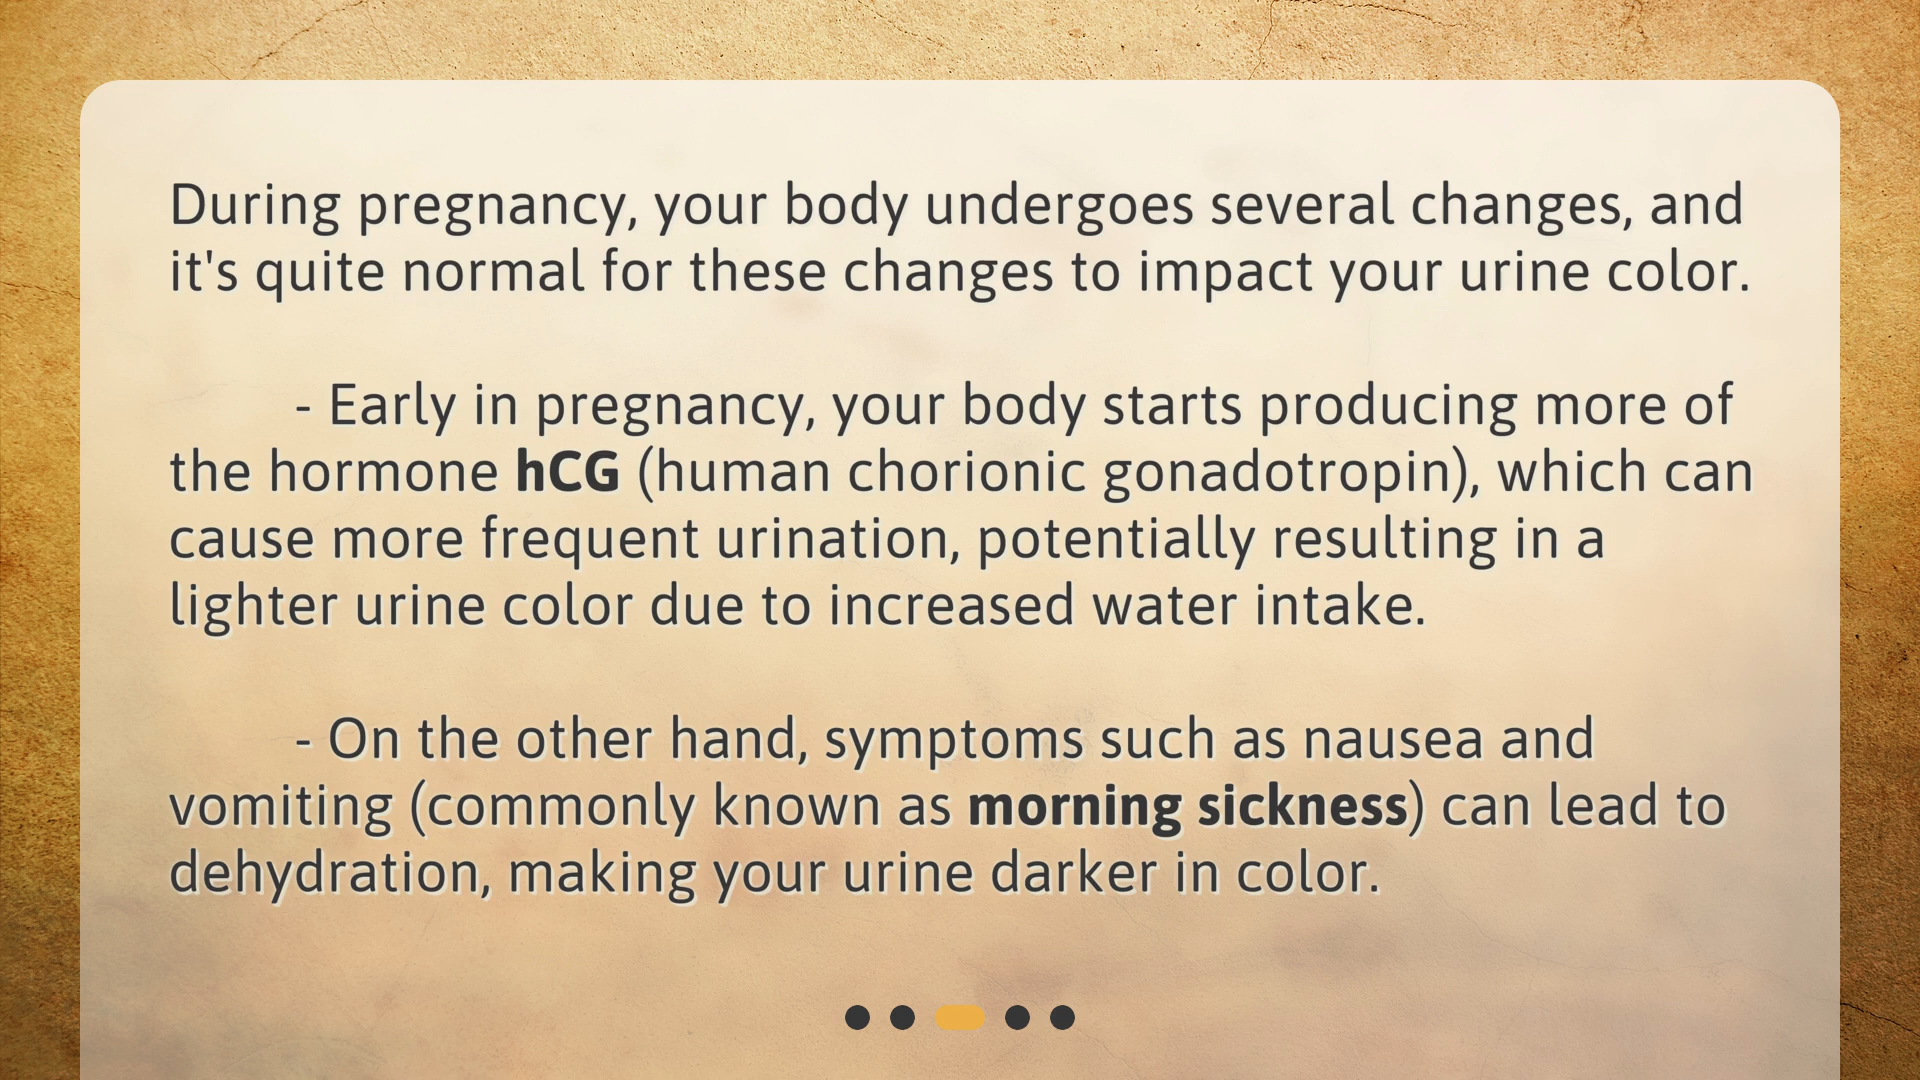 During pregnancy, your body undergoes several changes, and
it's quite normal for these changes to impact your urine color.
- Early in pregnancy, your body starts producing more of
the hormone hCG (human chorionic gonadotropin), which can
cause more frequent urination, potentially resulting in a
lighter urine color due to increased water intake.
- On the other hand, symptoms such as nausea and
vomiting (commonly known as morning sickness) can lead to
dehydration, making your urine darker in color.